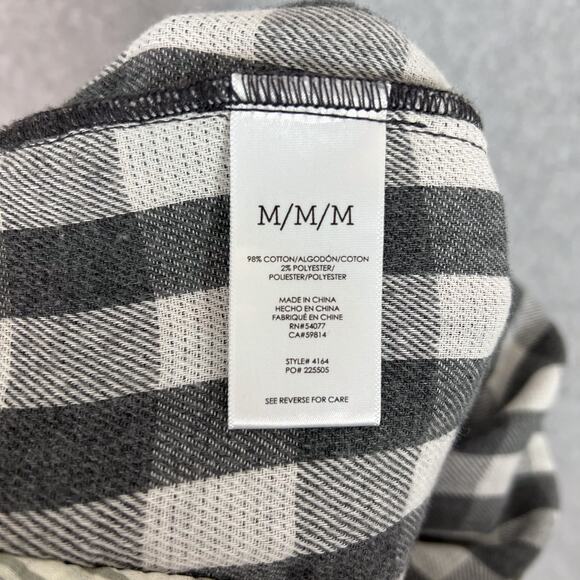 M/M/M
98% COTTON/ALGODÓN/COTON
2% POLYESTER/
POLIESTER/POLYESTER
MADE IN CHINA
HECHO EN CHINA
FABRIQUÉ EN CHINE
RN#54077
CA#59814
STYLE# 4164
PO# 225505
SEE REVERSE FOR CARE